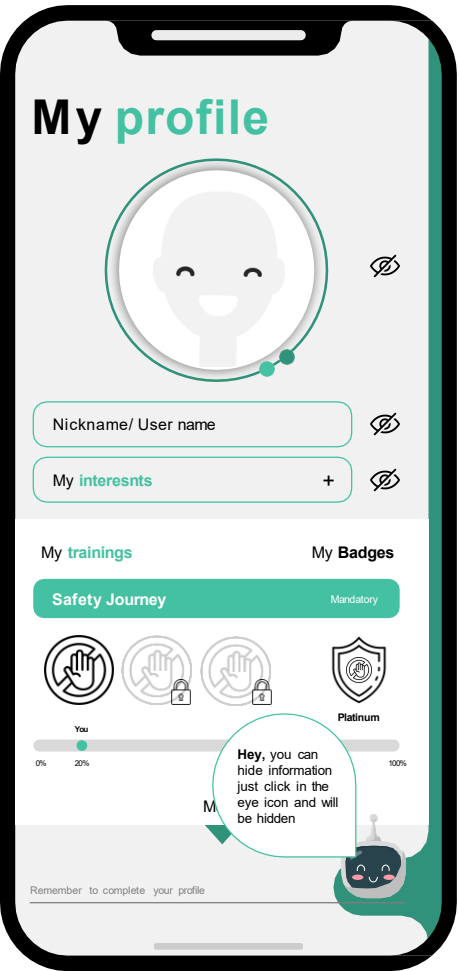 My profile
Nickname/ User name
My interesnts +
My trainings
My Badges
Safety Journey
Mandatory
Platinum
You
0%
20%
100%
Hey, you can
hide information
just click in the
eye icon and will
be hidden
Remember to complete your profile